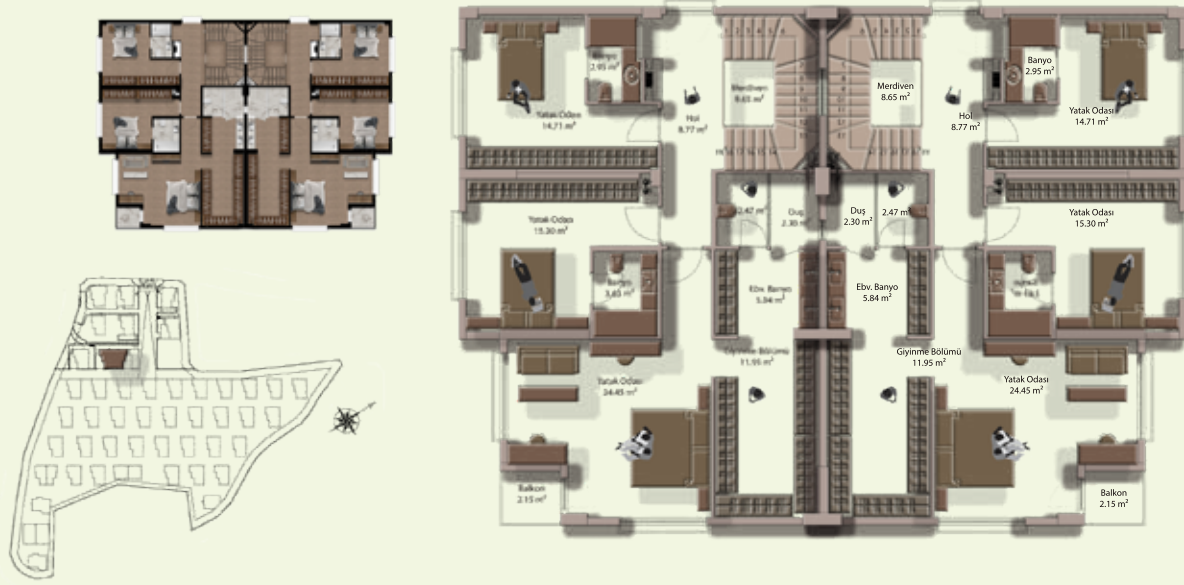 Banyo
2.95 m²
Merdiven
8.65 m²
Hol
8.77 m²
Yatak Odası
14.71 m²
Yatak Odası
15.30 m²
2.47 m²
Duş
2.30 m²
Ebv. Banyo
5.84 m²
Giyinme Bölümü
11.95 m²
Yatak Odası
24.45 m²
Balkon
2.15 m²
Banyo
2.95 m²
Merdiven
8.65 m²
Hol
8.77 m²
Yatak Odası
14.71 m²
Duş
2.30 m²
2.47 m²
Yatak Odası
15.30 m²
Ebv. Banyo
5.84 m²
Giyinme Bölümü
11.95 m²
Yatak Odası
24.45 m²
Balkon
2.15 m²